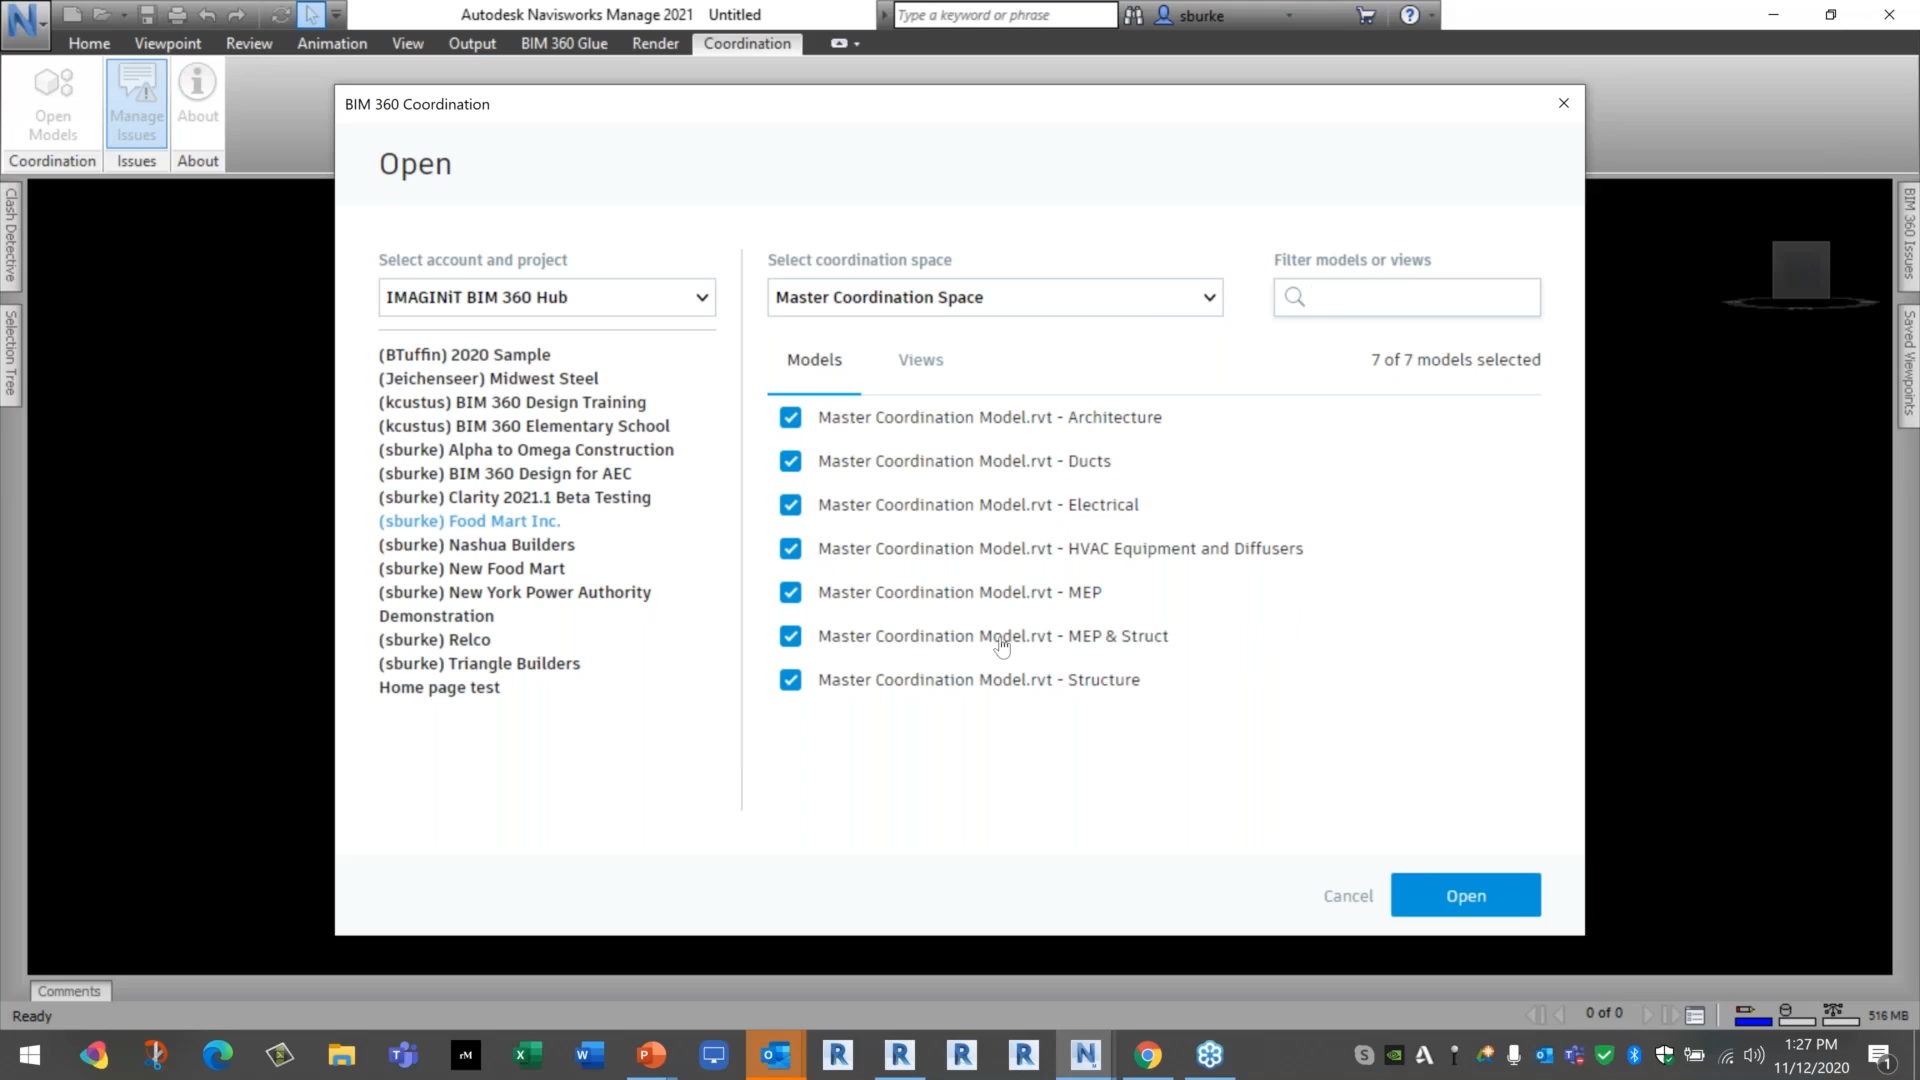 Autodesk Navisworks Manage 2021 Untitled
Type a keyword or phrase
sburke
Home Viewpoint Review Animation View Output BIM 360 Glue Render Coordination
Open Models
Manage Issues
About
Coordination Issues About
BIM 360 Coordination
Open
Clash Detective
Selection Tree
BIM 360 Issues
Saved Viewpoints
Select account and project
IMAGINiT BIM 360 Hub
(BTuffin) 2020 Sample
(Jeichenseer) Midwest Steel
(kcustus) BIM 360 Design Training
(kcustus) BIM 360 Elementary School
(sburke) Alpha to Omega Construction
(sburke) BIM 360 Design for AEC
(sburke) Clarity 2021.1 Beta Testing
(sburke) Food Mart Inc.
(sburke) Nashua Builders
(sburke) New Food Mart
(sburke) New York Power Authority
Demonstration
(sburke) Relco
(sburke) Triangle Builders
Home page test
Select coordination space
Master Coordination Space
Filter models or views
Models Views
7 of 7 models selected
Master Coordination Model.rvt - Architecture
Master Coordination Model.rvt - Ducts
Master Coordination Model.rvt - Electrical
Master Coordination Model.rvt - HVAC Equipment and Diffusers
Master Coordination Model.rvt - MEP
Master Coordination Model.rvt - MEP & Struct
Master Coordination Model.rvt - Structure
Cancel Open
Comments
Ready
0 of 0
516 MB
1:27 PM
11/12/2020
1